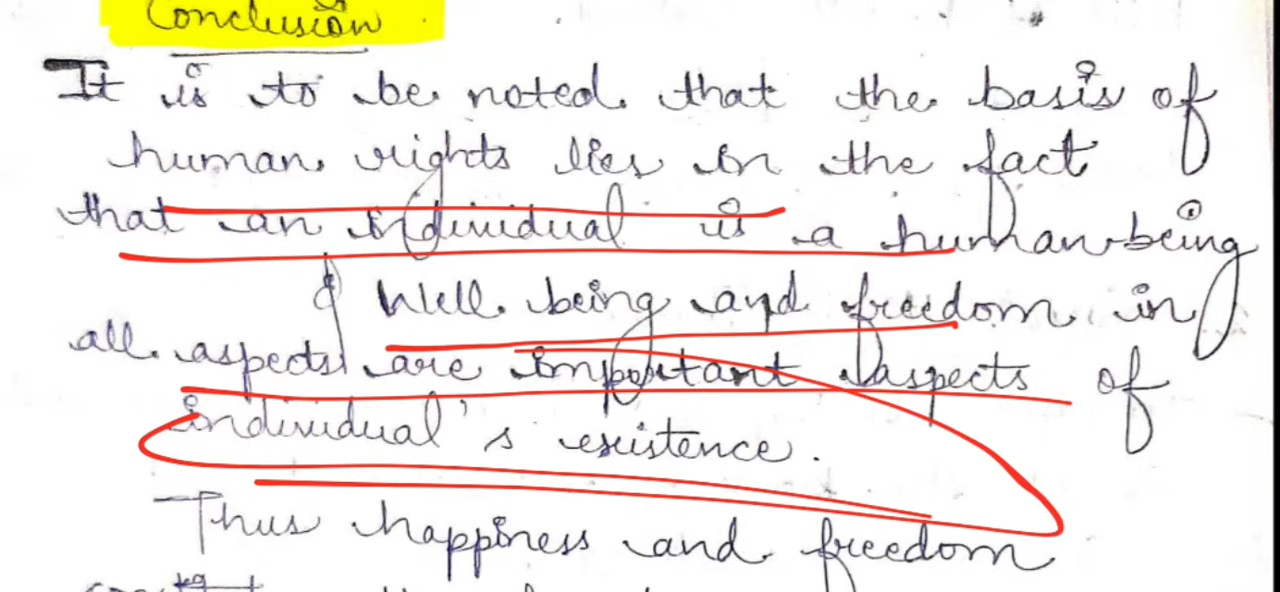 Conclusion
It is to be noted that the basis of
human rights lies in the fact
that an individual is a human being
& Well being and freedom in
all aspects are important aspects of
individual's existence.
Thus happiness and freedom